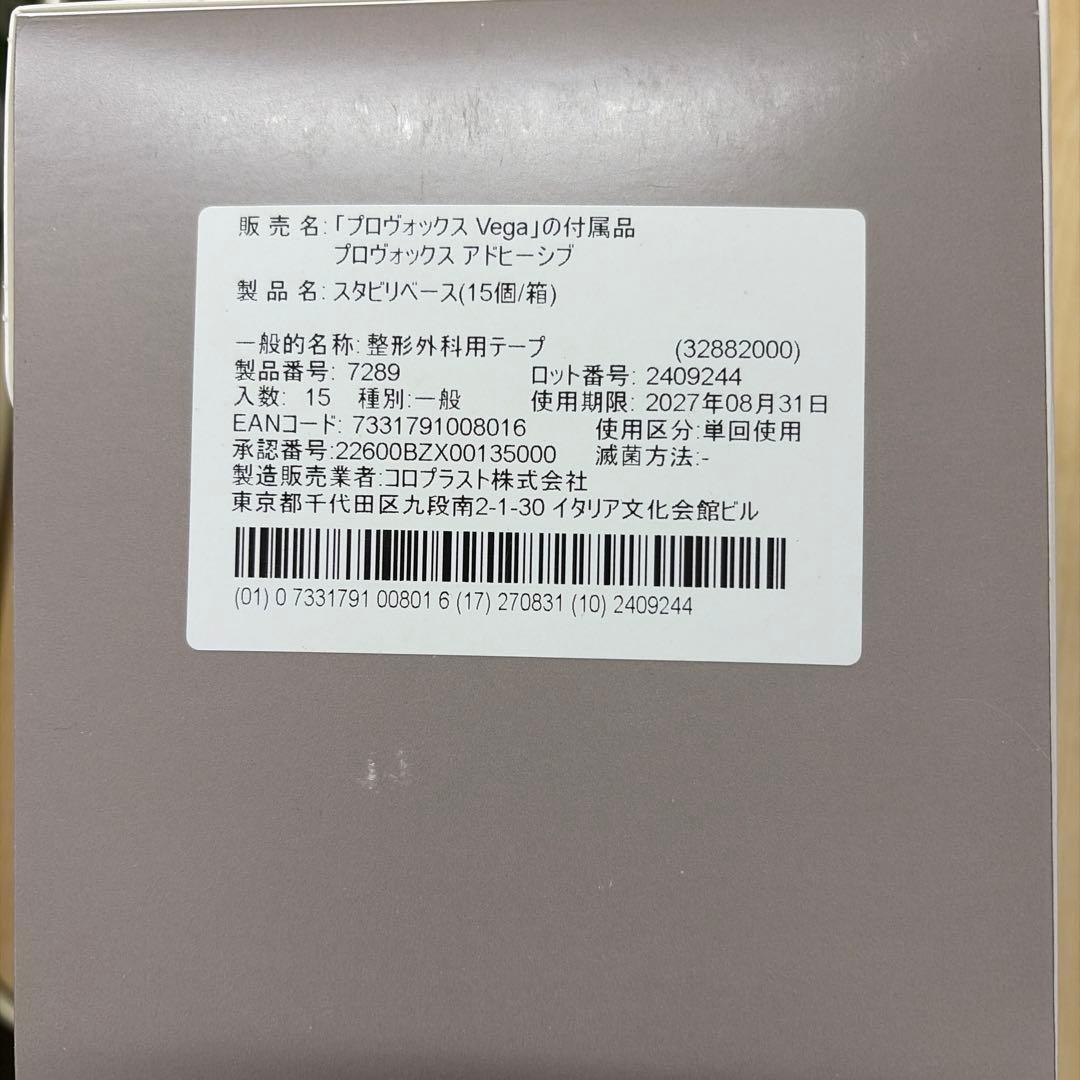 販 売 名:「プロヴォックス Vega」の付属品
プロヴォックス アドヒーシブ
製 品 名: スタビリベース(15個/箱)
一般的名称: 整形外科用テープ (32882000)
製品番号: 7289 ロット番号: 2409244
入数: 15 種別:一般 使用期限: 2027年08月31日
EANコード: 7331791008016 使用区分:単回使用
承認番号:22600BZX00135000 滅菌方法:-
製造販売業者:コロプラスト株式会社
東京都千代田区九段南2-1-30 イタリア文化会館ビル
(01) 0 7331791 00801 6 (17) 270831 (10) 2409244